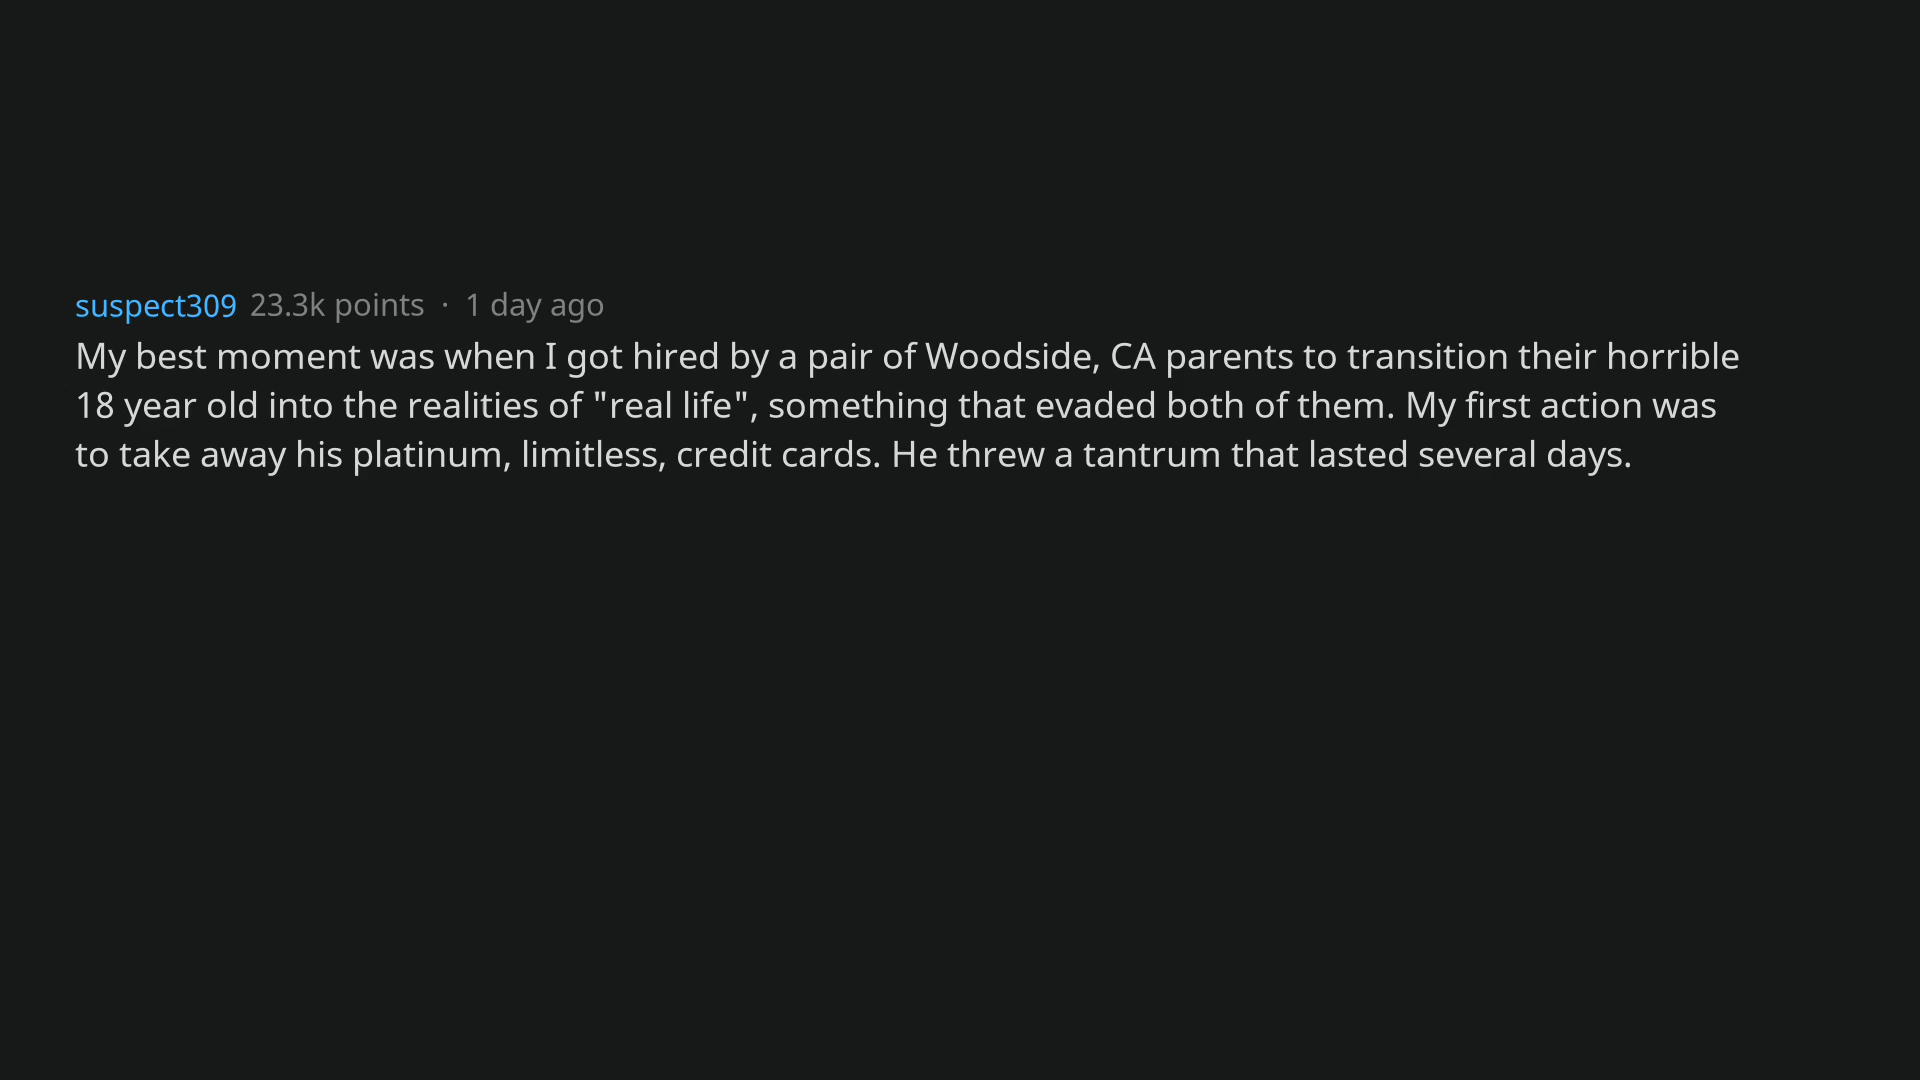 suspect309 23.3k points · 1 day ago
My best moment was when I got hired by a pair of Woodside, CA parents to transition their horrible
18 year old into the realities of "real life", something that evaded both of them. My first action was
to take away his platinum, limitless, credit cards. He threw a tantrum that lasted several days.